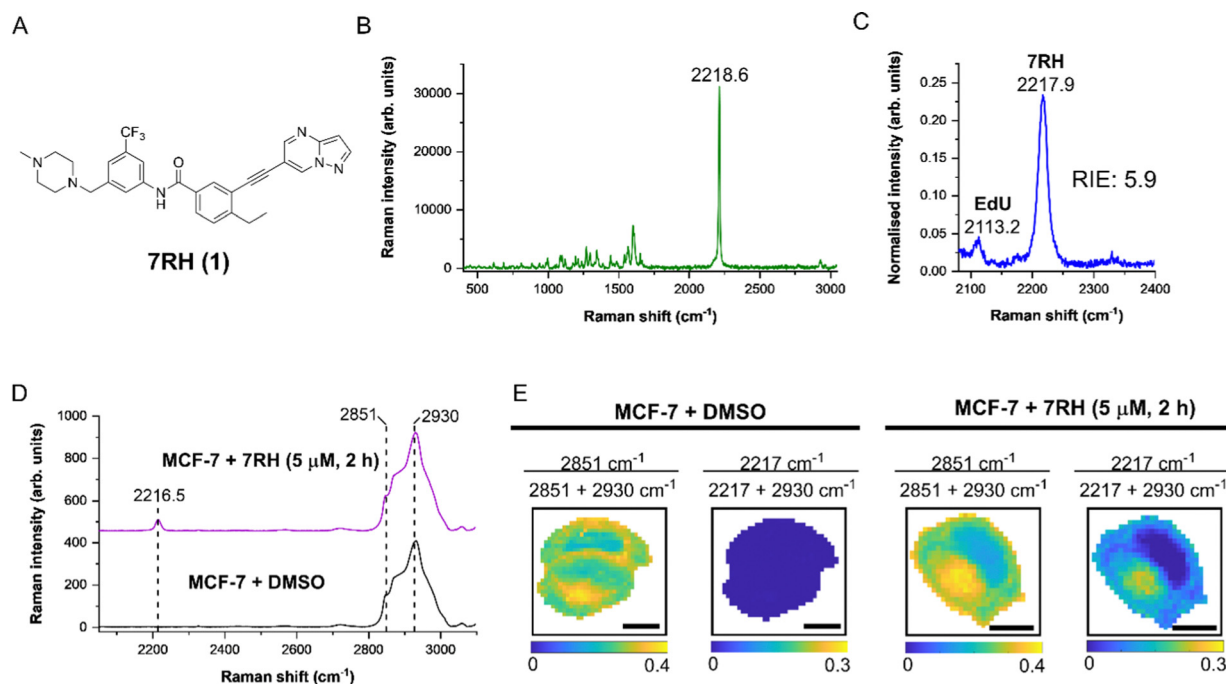 A
CF₃
N
N
N
O
N
H
N
N
N
7RH (1)
B
Raman intensity (arb. units)
30000
20000
10000
0
2218.6
500 1000 1500 2000 2500 3000
Raman shift (cm⁻¹)
C
Normalised intensity (arb. units)
0.25
0.20
0.15
0.10
0.05
0.00
7RH
2217.9
RIE: 5.9
EdU
2113.2
2100 2200 2300 2400
Raman shift (cm⁻¹)
D
Raman intensity (arb. units)
1000
800
600
400
200
0
2851
2930
MCF-7 + 7RH (5 µM, 2 h)
2216.5
MCF-7 + DMSO
2200 2400 2600 2800 3000
Raman shift (cm⁻¹)
E
MCF-7 + DMSO
2851 cm⁻¹
2851 + 2930 cm⁻¹
2217 cm⁻¹
2217 + 2930 cm⁻¹
0 0.4
0 0.3
MCF-7 + 7RH (5 µM, 2 h)
2851 cm⁻¹
2851 + 2930 cm⁻¹
2217 cm⁻¹
2217 + 2930 cm⁻¹
0 0.4
0 0.3